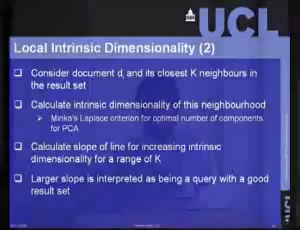 UCL
Local Intrinsic Dimensionality (2)
Consider document di and its closest K neighbours in
the result set
Calculate intrinsic dimensionality of this neighbourhood
Minka's Laplace criterion for optimal number of components
for PCA
Calculate slope of line for increasing intrinsic
dimensionality for a range of K
Larger slope is interpreted as being a query with a good
result set